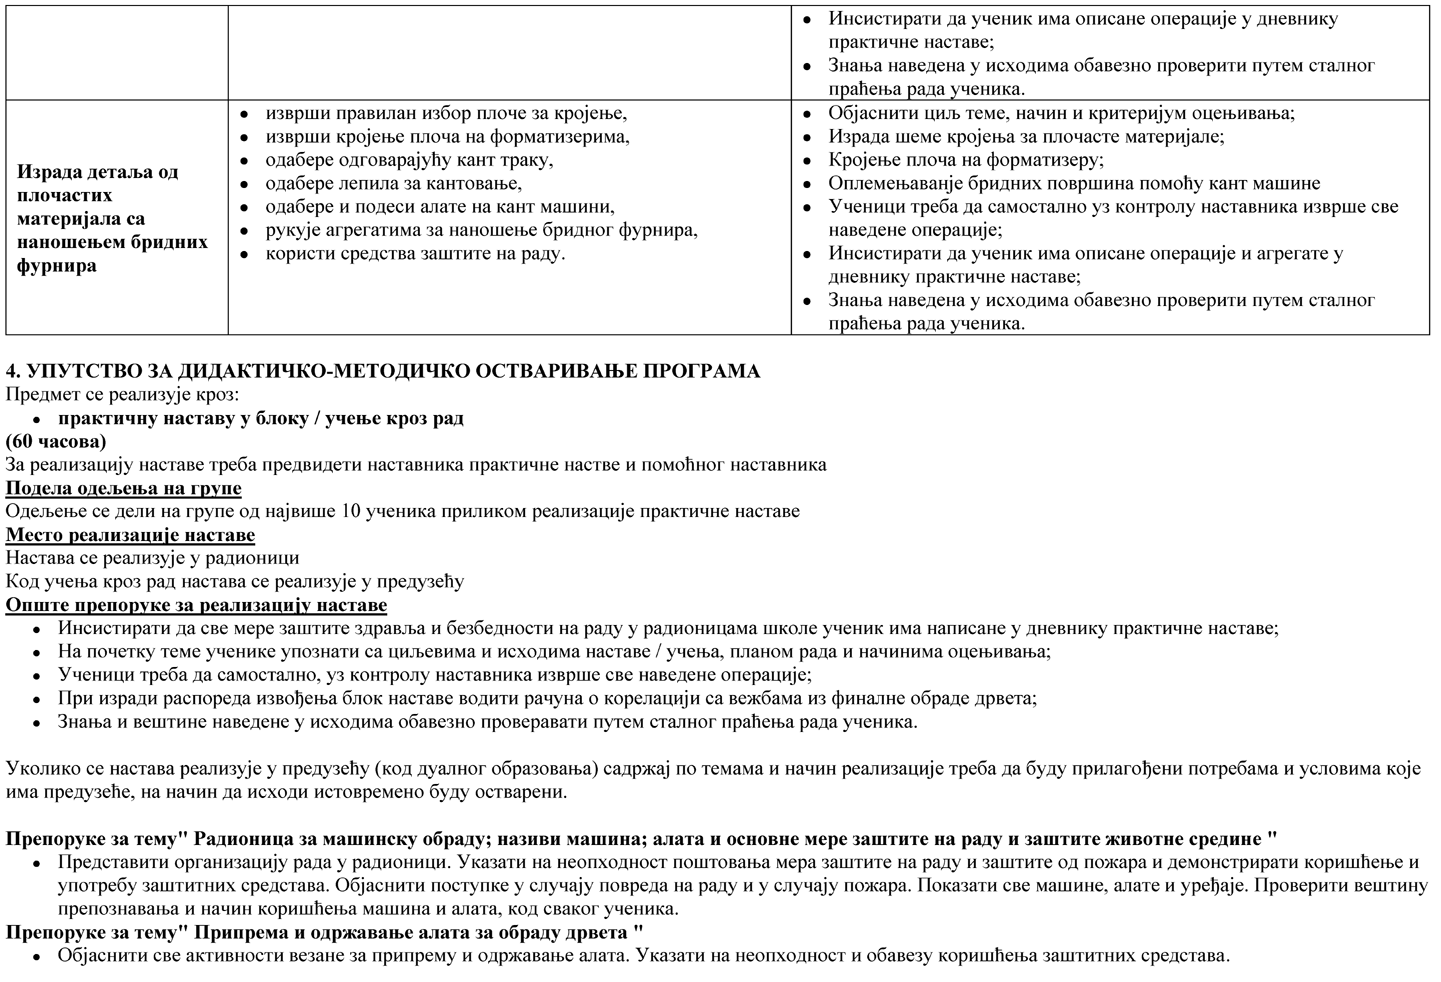 • Инсистирати да ученик има описане операције у дневнику
практичне наставе;
• Знања наведена у исходима обавезно проверити путем сталног
праћења рада ученика.
Израда детаља од
плочастих
материјала са
наношењем бридних
фурнира
• изврши правилан избор плоче за кројење,
• изврши кројење плоча на форматизерима,
• одабере одговарајућу кант траку,
• одабере лепила за кантовање,
• одабере и подеси алате на кант машини,
• рукује агрегатима за наношење бридног фурнира,
• користи средства заштите на раду.
• Објаснити циљ теме, начин и критеријум оцењивања;
• Израда шеме кројења за плочасте материјале;
• Кројење плоча на форматизеру;
• Оплемењавање бридних површина помоћу кант машине
• Ученици треба да самостално уз контролу наставника изврше све
наведене операције;
• Инсистирати да ученик има описане операције и агрегате у
дневнику практичне наставе;
• Знања наведена у исходима обавезно проверити путем сталног
праћења рада ученика.
4. УПУТСТВО ЗА ДИДАКТИЧКО-МЕТОДИЧКО ОСТВАРИВАЊЕ ПРОГРАМА
Предмет се реализује кроз:
• практичну наставу у блоку / учење кроз рад
(60 часова)
За реализацију наставе треба предвидети наставника практичне настве и помоћног наставника
Подела одељења на групе
Одељење се дели на групе од највише 10 ученика приликом реализације практичне наставе
Место реализације наставе
Настава се реализује у радионици
Код учења кроз рад настава се реализује у предузећу
Опште препоруке за реализацију наставе
• Инсистирати да све мере заштите здравља и безбедности на раду у радионицама школе ученик има написане у дневнику практичне наставе;
• На почетку теме ученике упознати са циљевима и исходима наставе / учења, планом рада и начинима оцењивања;
• Ученици треба да самостално, уз контролу наставника изврше све наведене операције;
• При изради распореда извођења блок наставе водити рачуна о корелацији са вежбама из финалне обраде дрвета;
• Знања и вештине наведене у исходима обавезно проверавати путем сталног праћења рада ученика.
Уколико се настава реализује у предузећу (код дуалног образовања) садржај по темама и начин реализације треба да буду прилагођени потребама и условима које
има предузеће, на начин да исходи истовремено буду остварени.
Препоруке за тему" Радионица за машинску обраду; називи машина; алата и основне мере заштите на раду и заштите животне средине "
• Представити организацију рада у радионици. Указати на неопходност поштовања мера заштите на раду и заштите од пожара и демонстрирати коришћење и
употребу заштитних средстава. Објаснити поступке у случају повреда на раду и у случају пожара. Показати све машине, алате и уређаје. Проверити вештину
препознавања и начин коришћења машина и алата, код сваког ученика.
Препоруке за тему" Припрема и одржавање алата за обраду дрвета "
• Објаснити све активности везане за припрему и одржавање алата. Указати на неопходност и обавезу коришћења заштитних средстава.